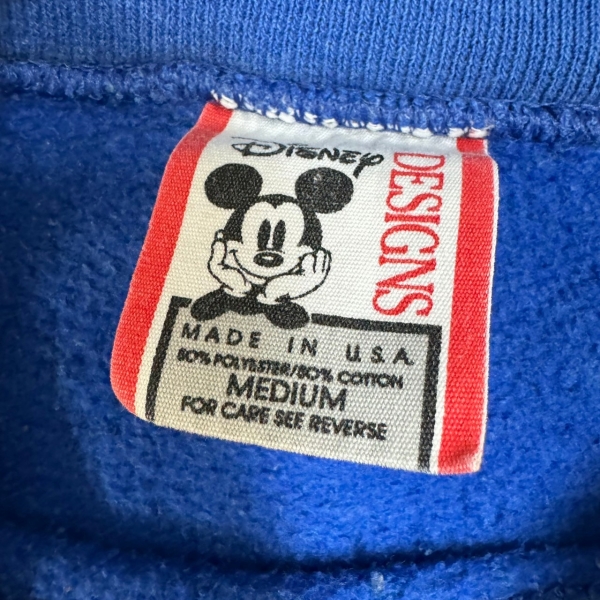 DISNEY
DESIGNS
MADE IN U.S.A.
50% POLYESTER/50% COTTON
MEDIUM
FOR CARE SEE REVERSE